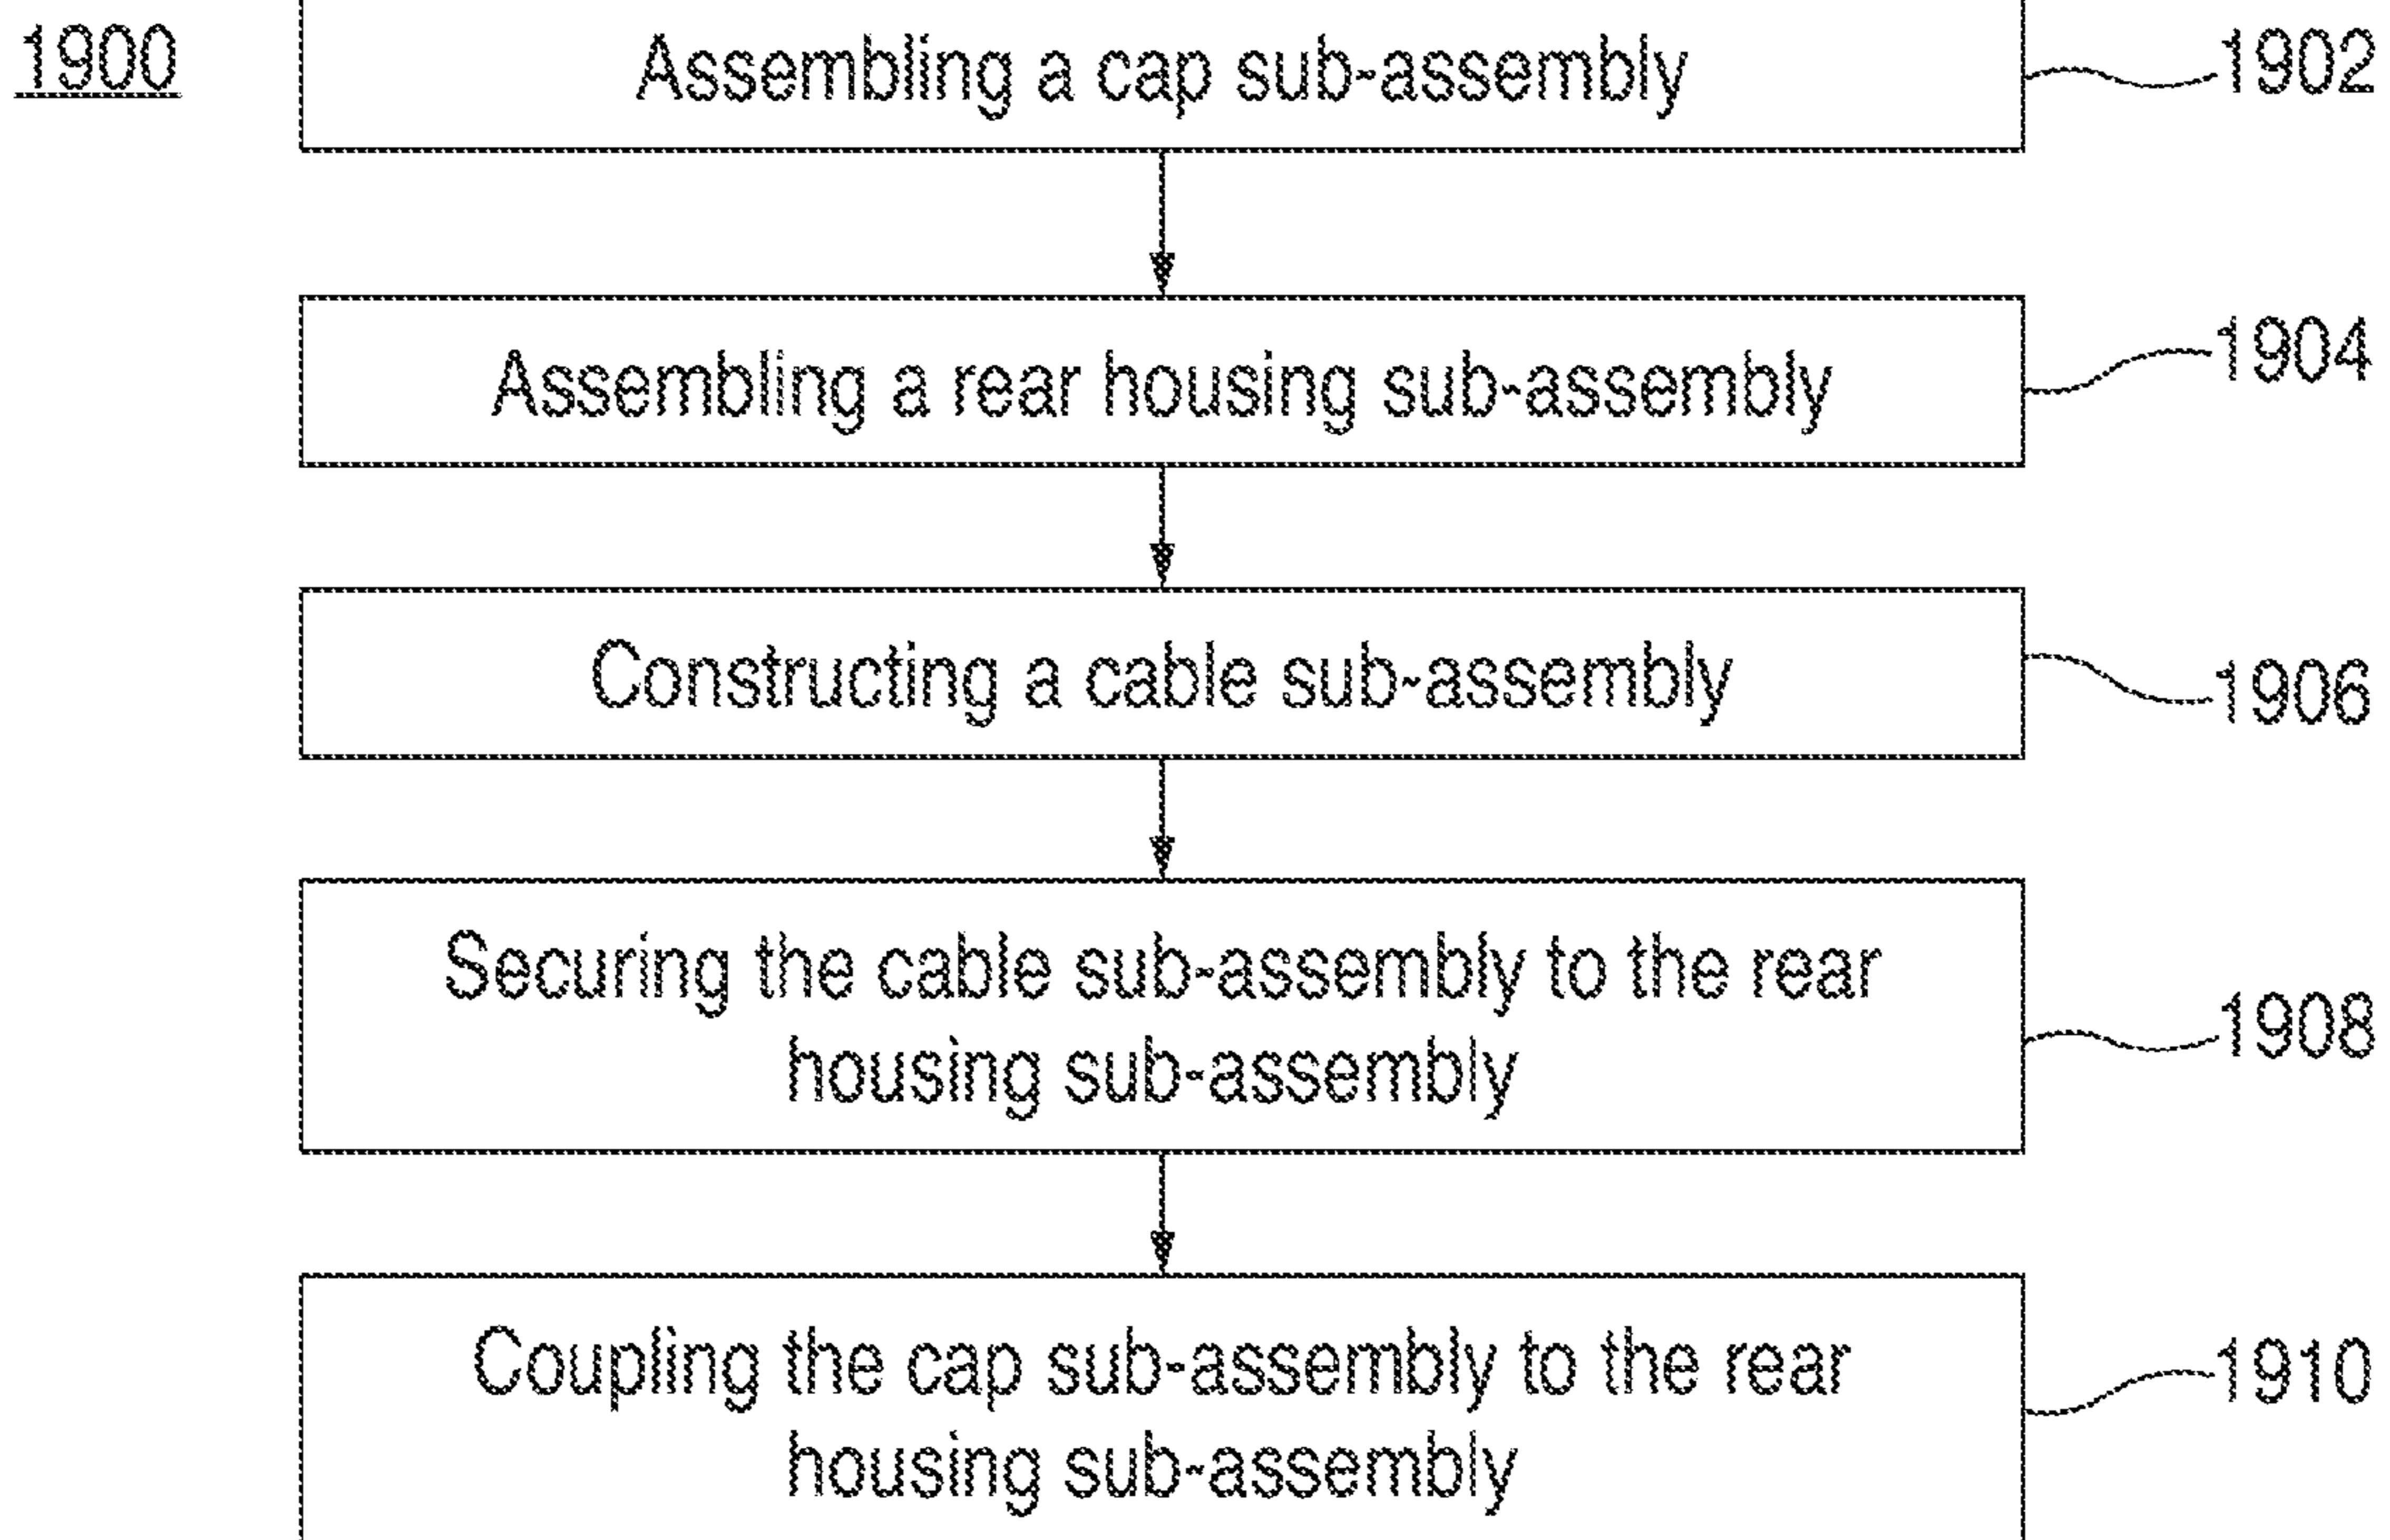 1900
Assembling a cap sub-assembly
1902
Assembling a rear housing sub-assembly
1904
Constructing a cable sub-assembly
1906
Securing the cable sub-assembly to the rear
housing sub-assembly
1908
Coupling the cap sub-assembly to the rear
housing sub-assembly
1910